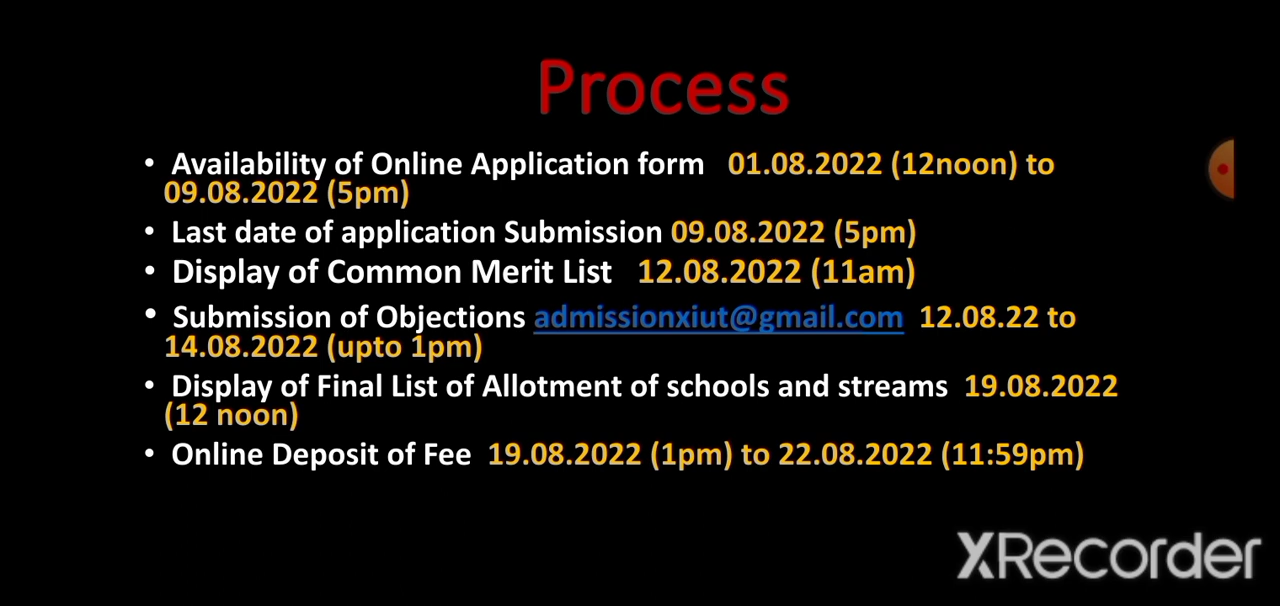 Process
• Availability of Online Application form 01.08.2022 (12noon) to
09.08.2022 (5pm)
• Last date of application Submission 09.08.2022 (5pm)
• Display of Common Merit List 12.08.2022 (11am)
• Submission of Objections admissionxiut@gmail.com 12.08.22 to
14.08.2022 (upto 1pm)
• Display of Final List of Allotment of schools and streams 19.08.2022
(12 noon)
• Online Deposit of Fee 19.08.2022 (1pm) to 22.08.2022 (11:59pm)
XRecorder